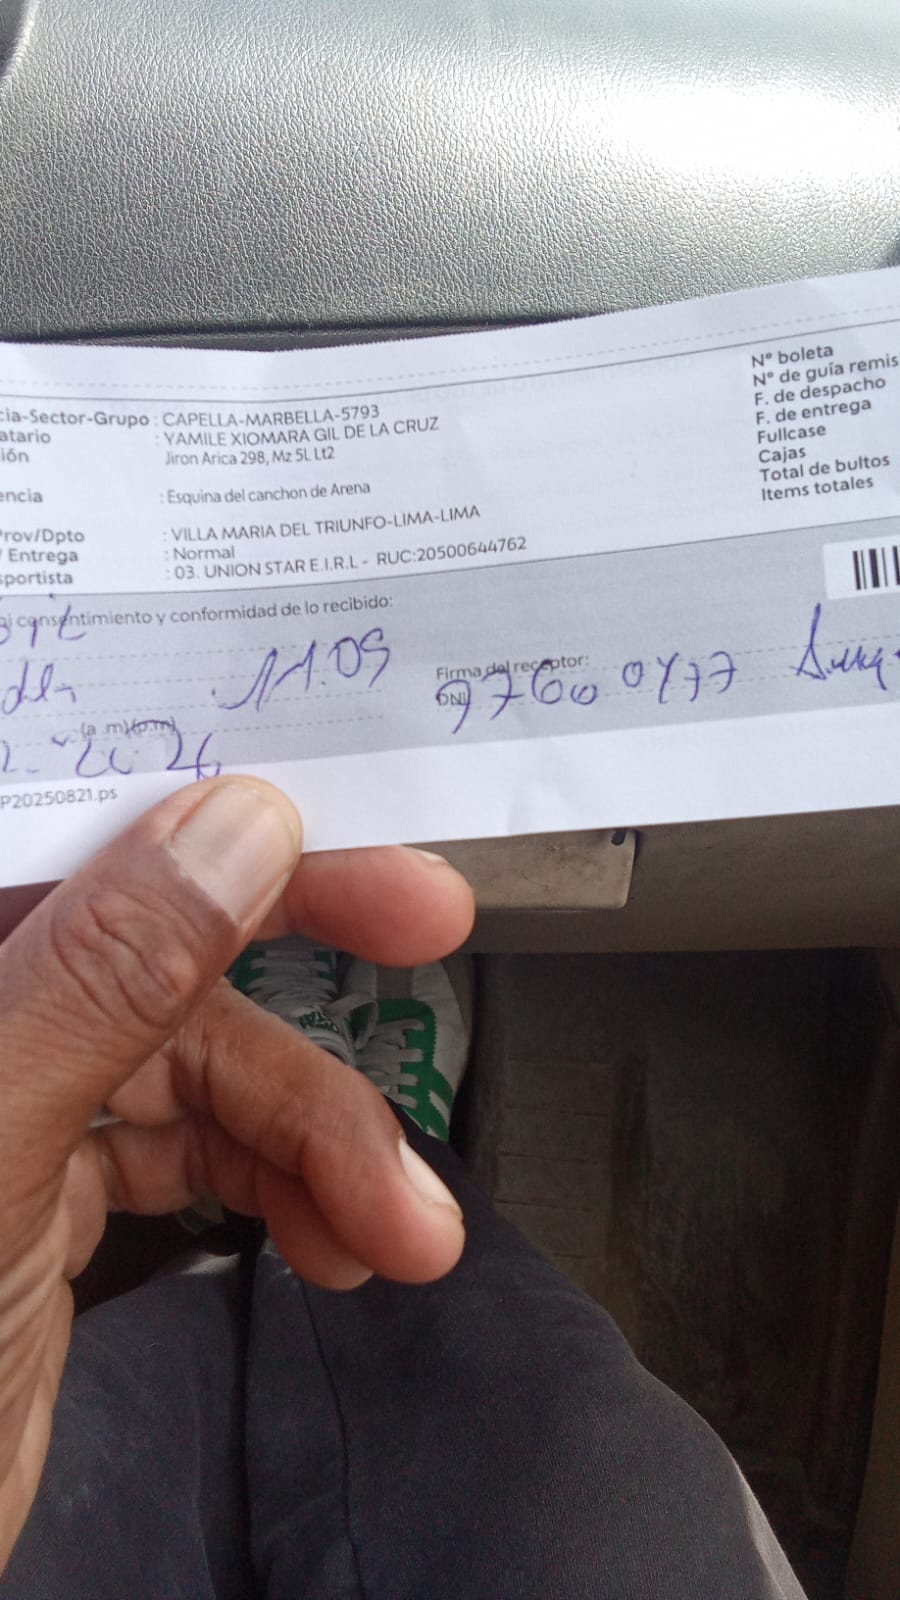 cia-Sector-Grupo : CAPELLA-MARBELLA-5793
atario : YAMILE XIOMARA GIL DE LA CRUZ
ión Jiron Arica 298, Mz 5L Lt2
encia : Esquina del canchon de Arena
Prov/Dpto : VILLA MARIA DEL TRIUNFO-LIMA-LIMA
Entrega : Normal
sportista : 03. UNION STAR E.I.R.L - RUC:20500644762
Nº boleta
Nº de guía remis
F. de despacho
F. de entrega
Fullcase
Cajas
Total de bultos
Items totales
consentimiento y conformidad de lo recibido:
11.05
Firma del receptor:
DNI
(a.m)(p.m)
P20250821.ps